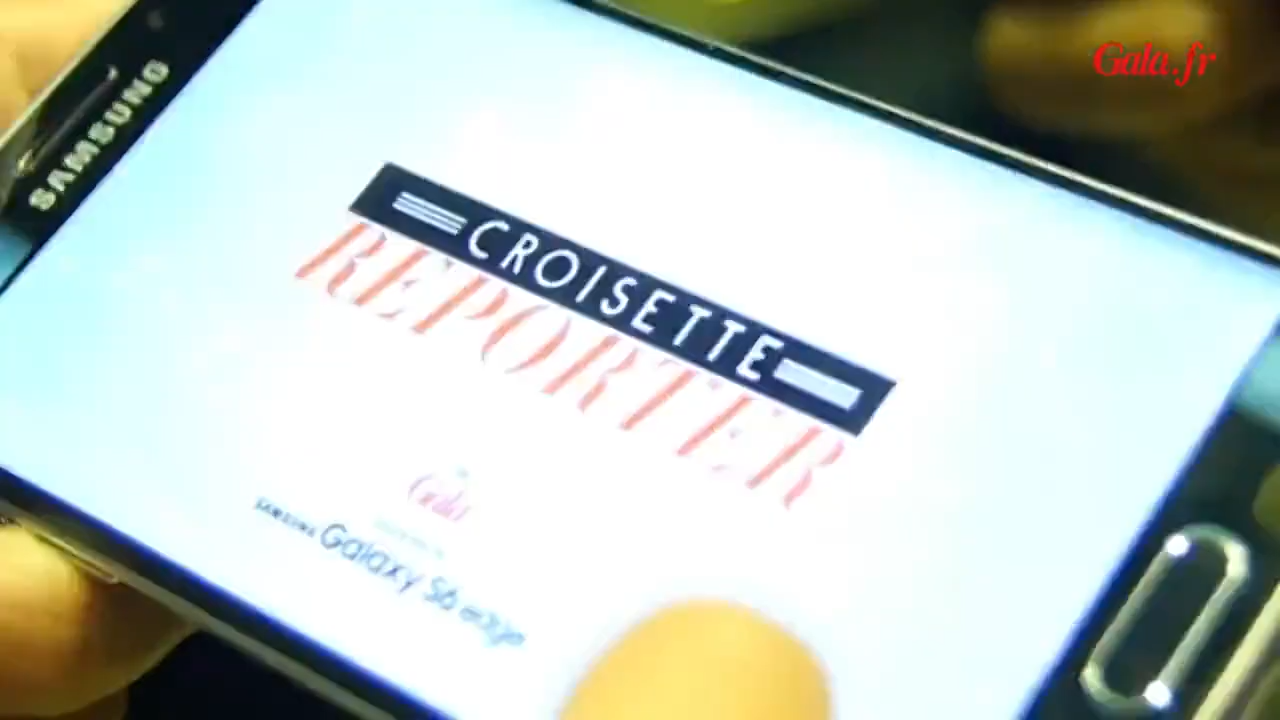 Gala.fr
SAMSUNG
CROISETTE
REPORTER
Gala
SAMSUNG Galaxy S6 edge